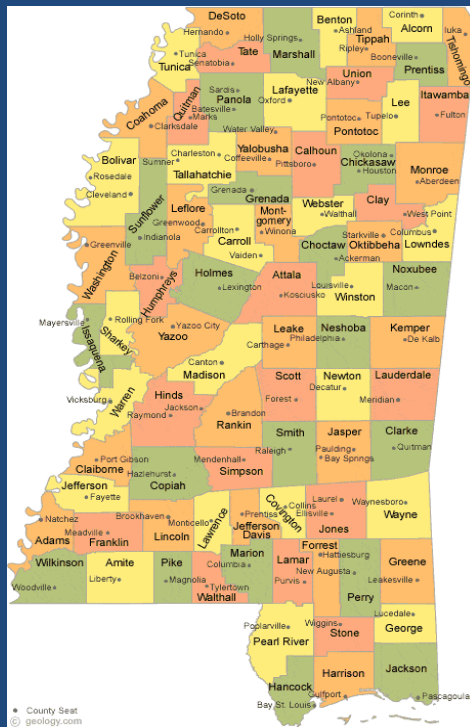 DeSoto
Hernando
Benton
Ashland
Corinth
Alcorn
Iuka
Tishomingo
Tunica
Tunica
Tate
Senatobia
Holly Springs
Marshall
Tippah
Ripley
Booneville
Prentiss
Coahoma
Clarksdale
Quitman
Marks
Sardis
Panola
Batesville
Lafayette
Oxford
Union
New Albany
Lee
Tupelo
Itawamba
Fulton
Pontotoc
Pontotoc
Water Valley
Yalobusha
Coffeeville
Calhoun
Pittsboro
Okolona
Chickasaw
Houston
Monroe
Aberdeen
Bolivar
Rosedale
Cleveland
Sumner
Charleston
Tallahatchie
Sunflower
Indianola
Leflore
Greenwood
Grenada
Grenada
Carrollton
Carroll
Vaiden
Mont-
gomery
Winona
Webster
Walthall
Clay
West Point
Starkville
Oktibbeha
Columbus
Lowndes
Choctaw
Ackerman
Washington
Greenville
Belzoni
Humphreys
Holmes
Lexington
Attala
Kosciusko
Louisville
Winston
Noxubee
Macon
Mayersville
Issaquena
Sharkey
Rolling Fork
Yazoo City
Yazoo
Canton
Madison
Leake
Carthage
Neshoba
Philadelphia
Kemper
De Kalb
Vicksburg
Warren
Hinds
Jackson
Raymond
Brandon
Rankin
Scott
Forest
Newton
Decatur
Lauderdale
Meridian
Port Gibson
Claiborne
Hazlehurst
Copiah
Mendenhall
Simpson
Smith
Raleigh
Jasper
Paulding
Bay Springs
Clarke
Quitman
Jefferson
Fayette
Natchez
Adams
Meadville
Franklin
Brookhaven
Lincoln
Monticello
Lawrence
Prentiss
Jefferson
Davis
Covington
Collins
Laurel
Ellisville
Jones
Waynesboro
Wayne
Wilkinson
Woodville
Amite
Liberty
Pike
Magnolia
Walthall
Tylertown
Marion
Columbia
Lamar
Purvis
Forrest
Hattiesburg
New Augusta
Perry
Greene
Leakesville
Poplarville
Pearl River
Wiggins
Stone
Lucedale
George
Hancock
Bay St. Louis
Harrison
Gulfport
Jackson
Pascagoula
County Seat
© geology.com